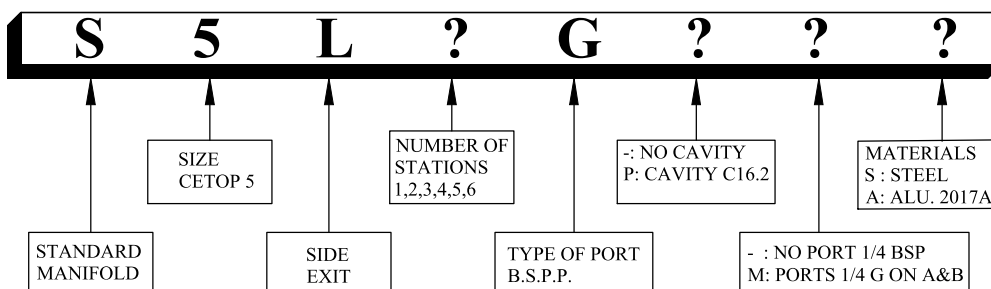 S 5 L ? G ? ? ?
SIZE
CETOP 5
NUMBER OF
STATIONS
1,2,3,4,5,6
-: NO CAVITY
P: CAVITY C16.2
MATERIALS
S : STEEL
A: ALU. 2017A
STANDARD
MANIFOLD
SIDE
EXIT
TYPE OF PORT
B.S.P.P.
- : NO PORT 1/4 BSP
M: PORTS 1/4 G ON A&B